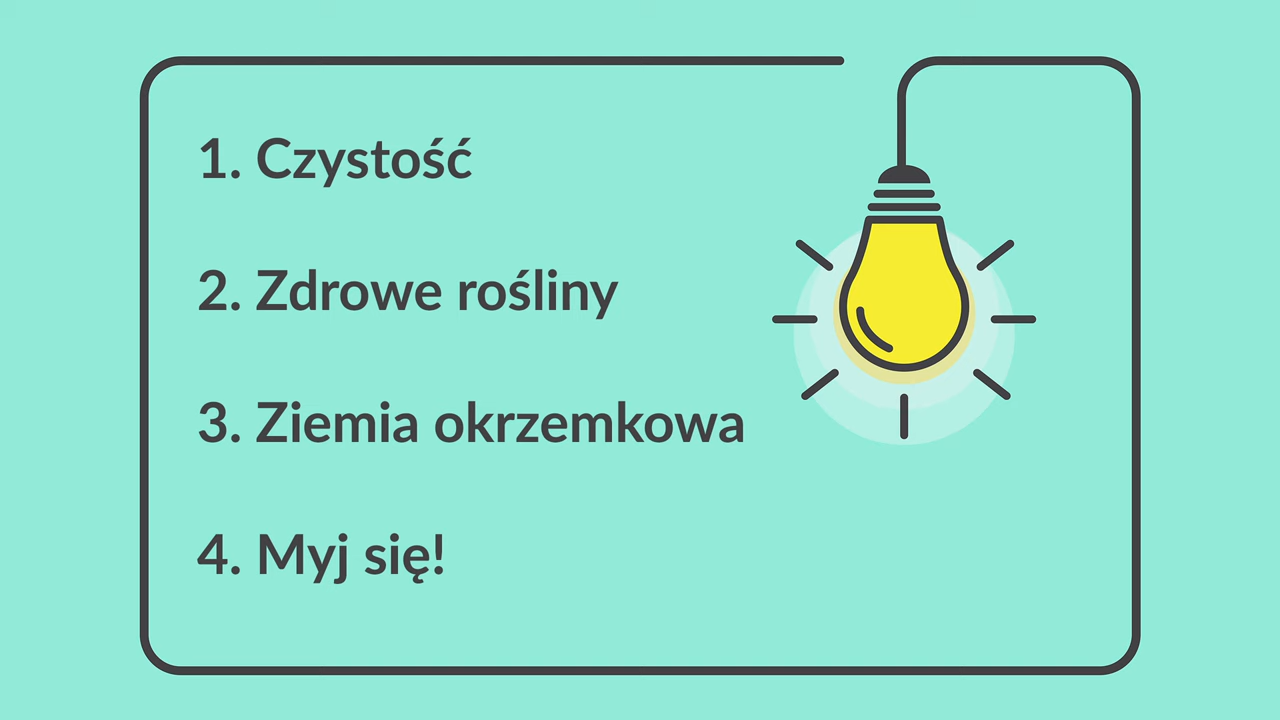 1. Czystość
2. Zdrowe rośliny
3. Ziemia okrzemkowa
4. Myj się!